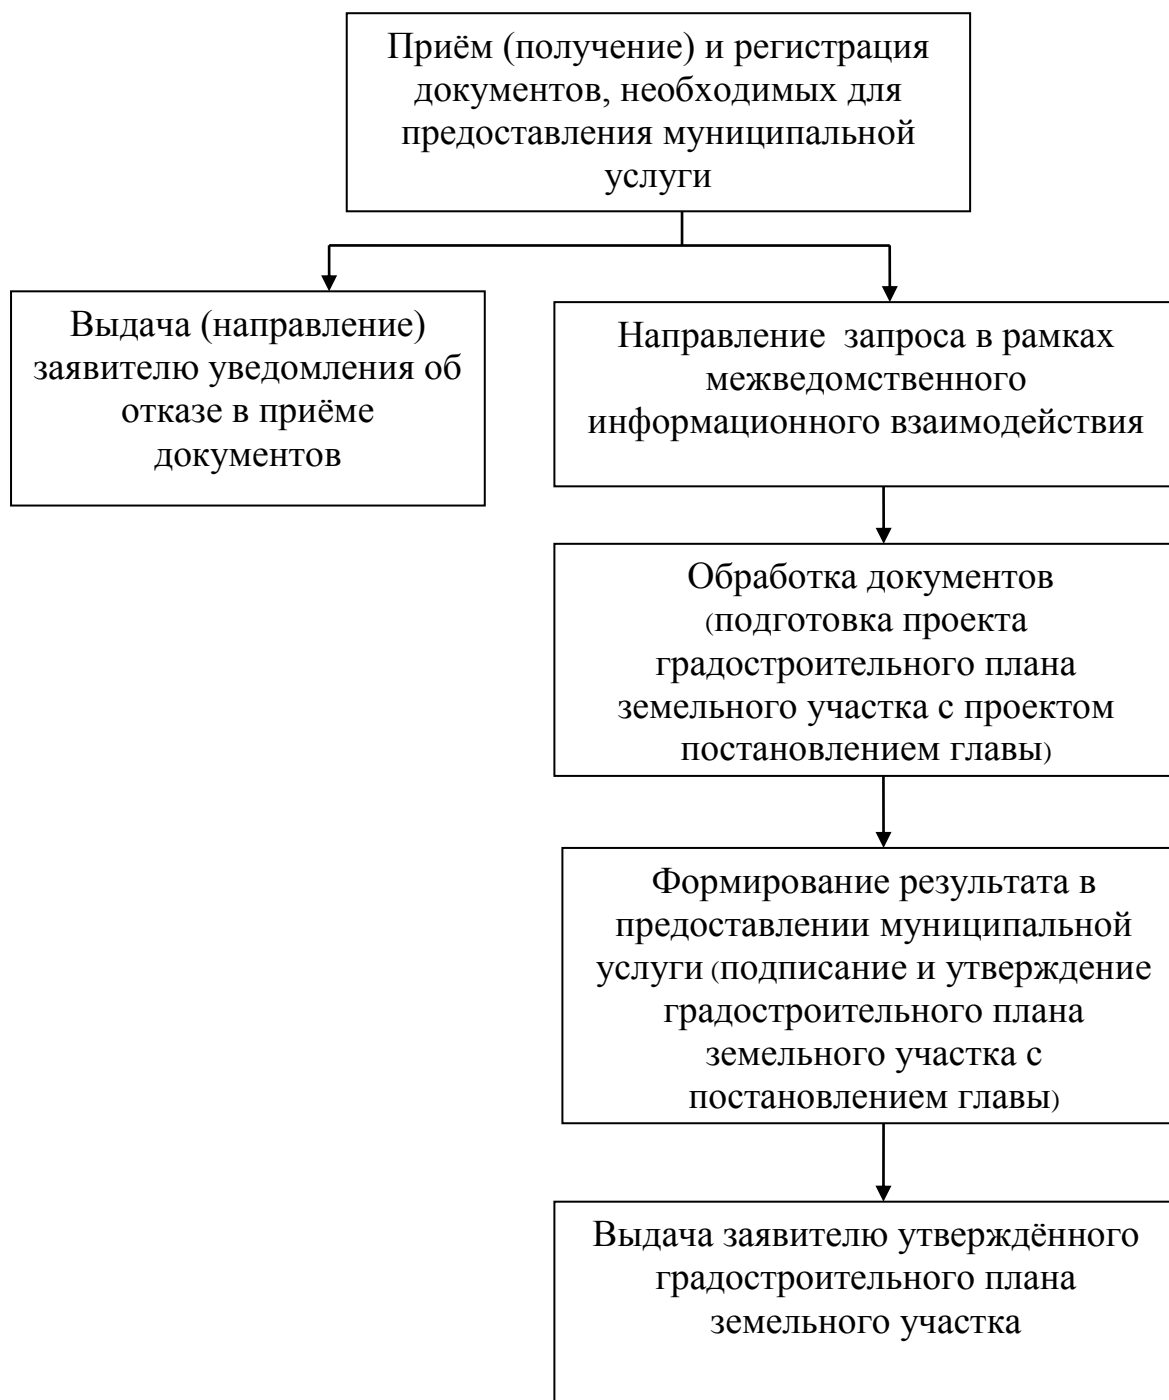 Приём (получение) и регистрация
документов, необходимых для
предоставления муниципальной
услуги
Выдача (направление)
заявителю уведомления об
отказе в приёме
документов
Направление  запроса в рамках
межведомственного
информационного взаимодействия
Обработка документов
(подготовка проекта
градостроительного плана
земельного участка с проектом
постановлением главы)
Формирование результата в
предоставлении муниципальной
услуги (подписание и утверждение
градостроительного плана
земельного участка с
постановлением главы)
Выдача заявителю утверждённого
градостроительного плана
земельного участка